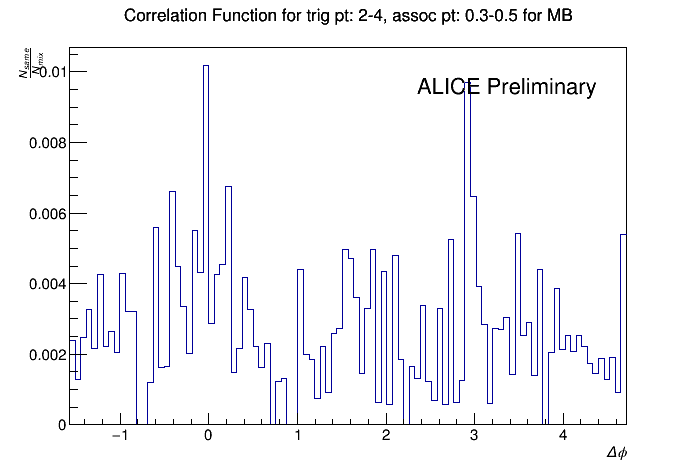 Correlation Function for trig pt: 2-4, assoc pt: 0.3-0.5 for MB
N_same
N_mix
ALICE Preliminary
0.01
0.008
0.006
0.004
0.002
0
−1 0 1 2 3 4
Δϕ